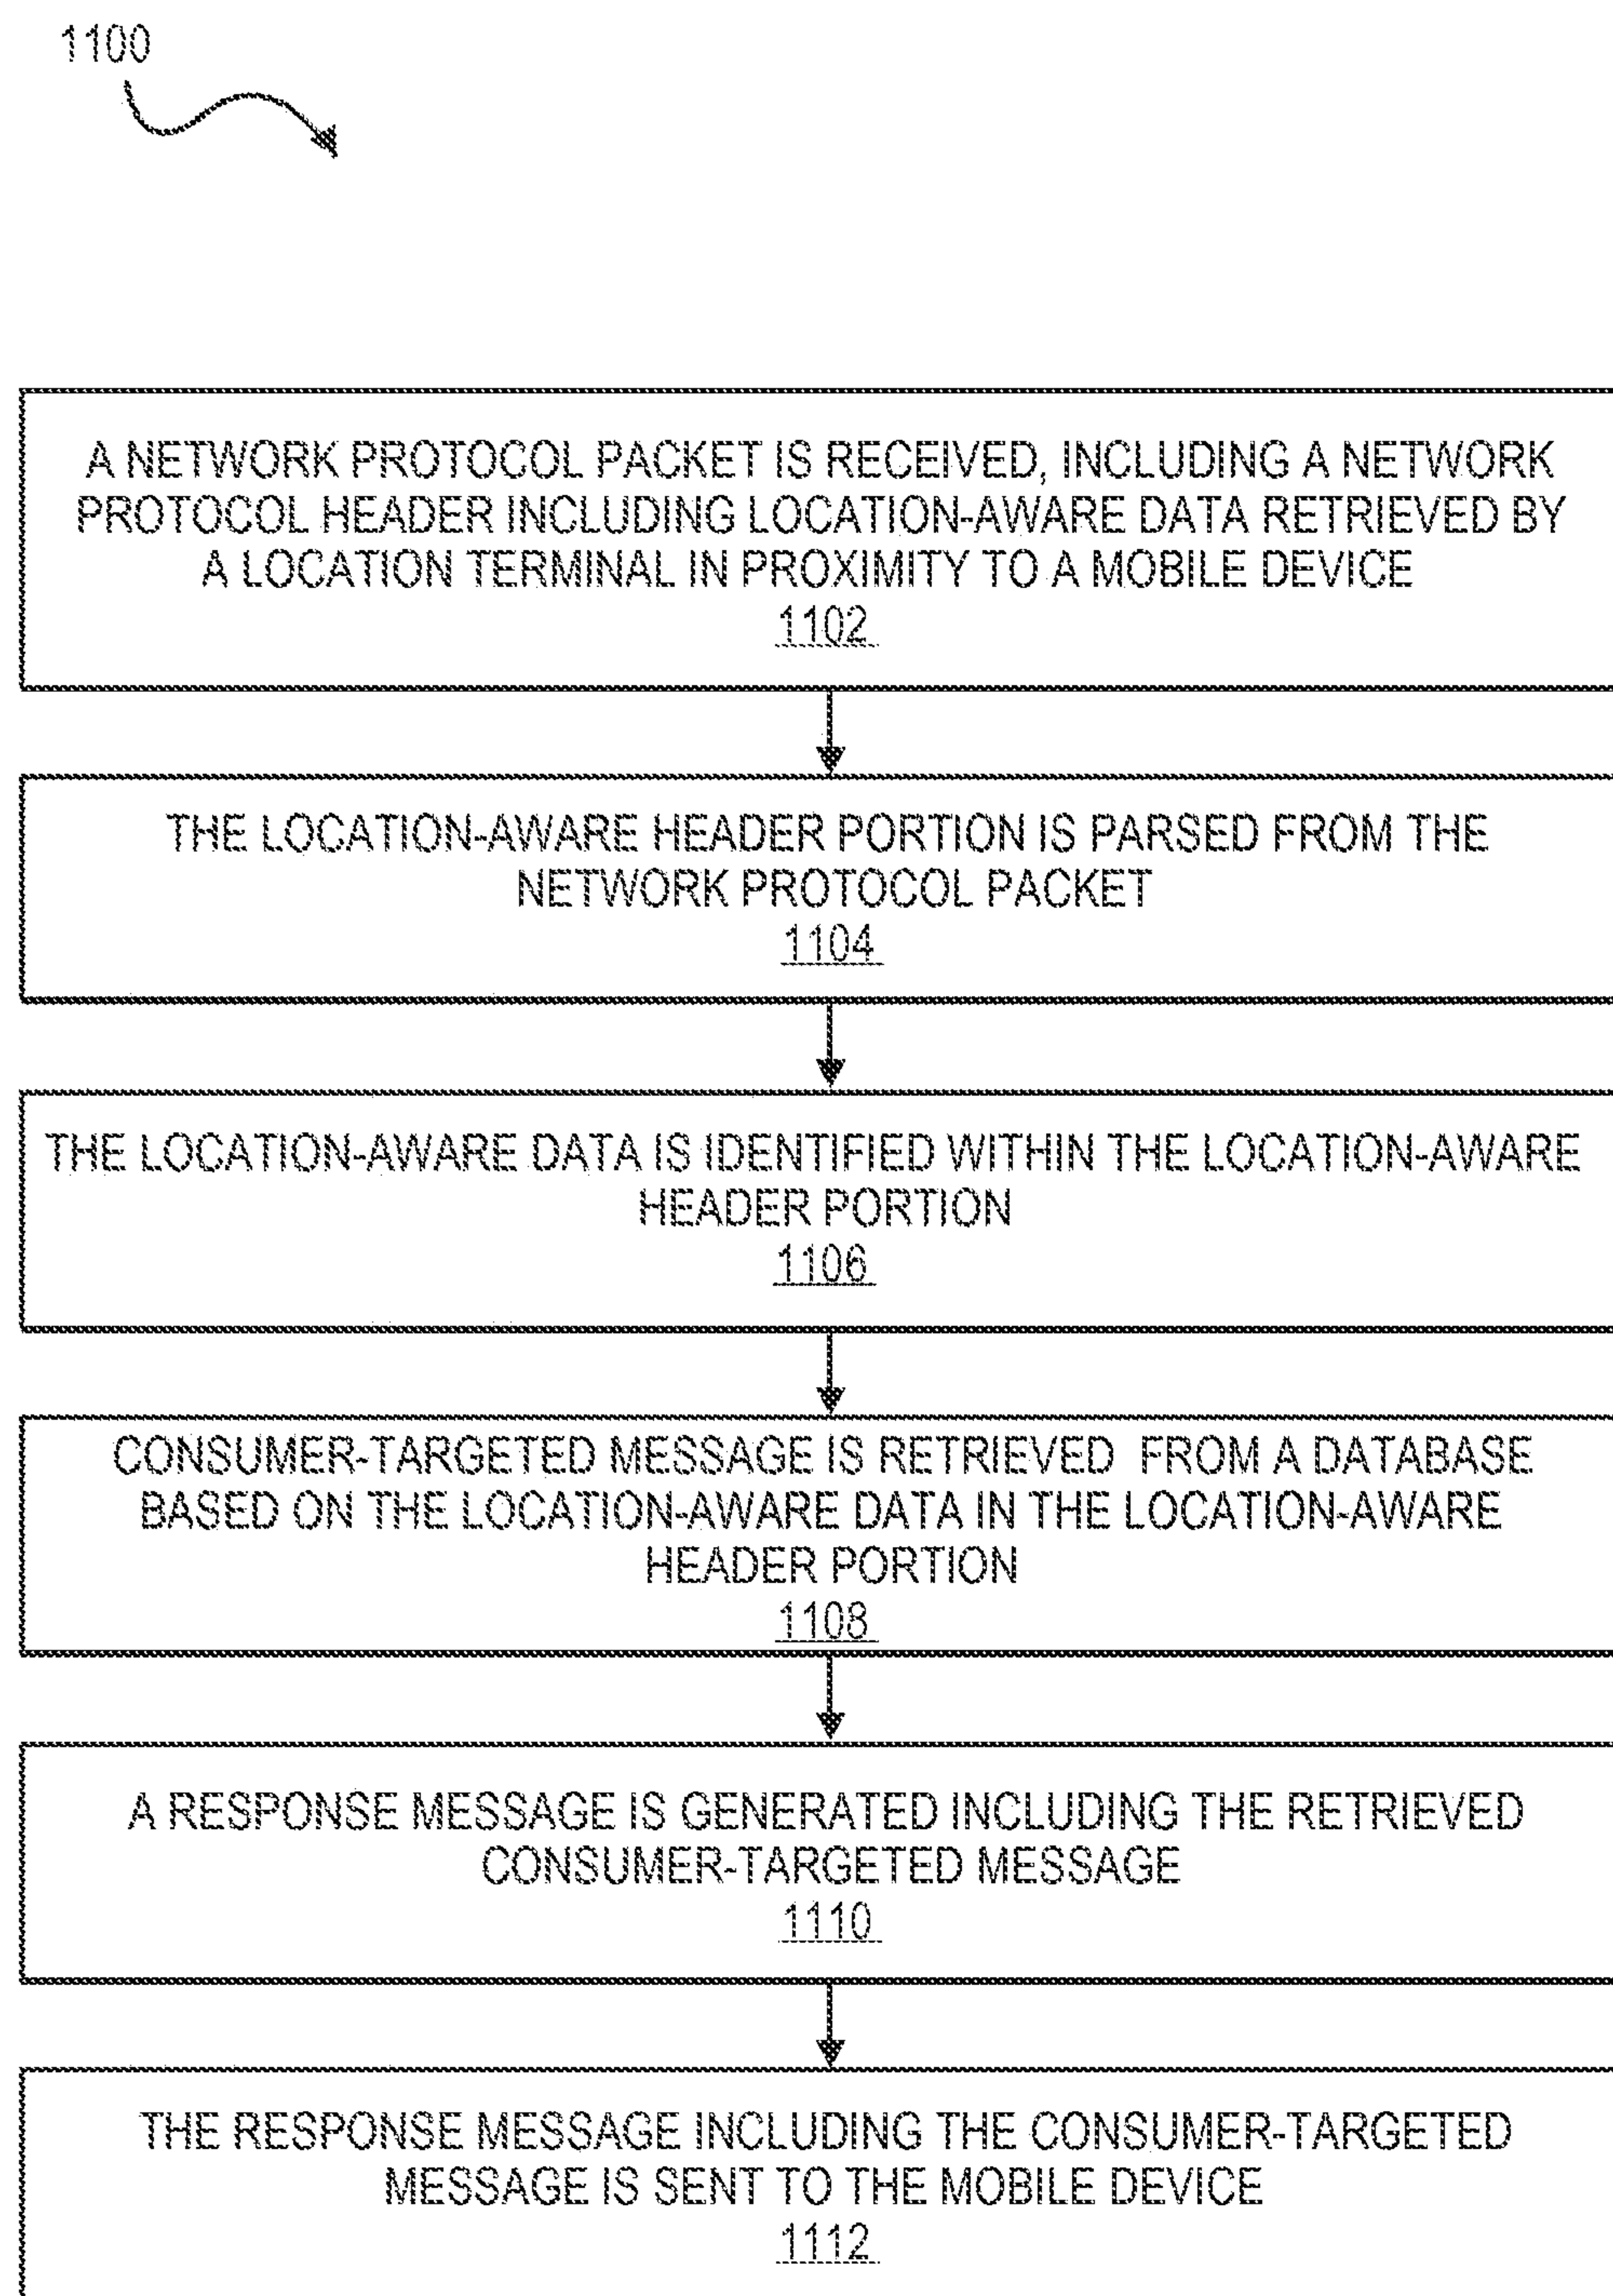 1100
A NETWORK PROTOCOL PACKET IS RECEIVED, INCLUDING A NETWORK
PROTOCOL HEADER INCLUDING LOCATION-AWARE DATA RETRIEVED BY
A LOCATION TERMINAL IN PROXIMITY TO A MOBILE DEVICE
1102
THE LOCATION-AWARE HEADER PORTION IS PARSED FROM THE
NETWORK PROTOCOL PACKET
1104
THE LOCATION-AWARE DATA IS IDENTIFIED WITHIN THE LOCATION-AWARE
HEADER PORTION
1106
CONSUMER-TARGETED MESSAGE IS RETRIEVED FROM A DATABASE
BASED ON THE LOCATION-AWARE DATA IN THE LOCATION-AWARE
HEADER PORTION
1108
A RESPONSE MESSAGE IS GENERATED INCLUDING THE RETRIEVED
CONSUMER-TARGETED MESSAGE
1110
THE RESPONSE MESSAGE INCLUDING THE CONSUMER-TARGETED
MESSAGE IS SENT TO THE MOBILE DEVICE
1112